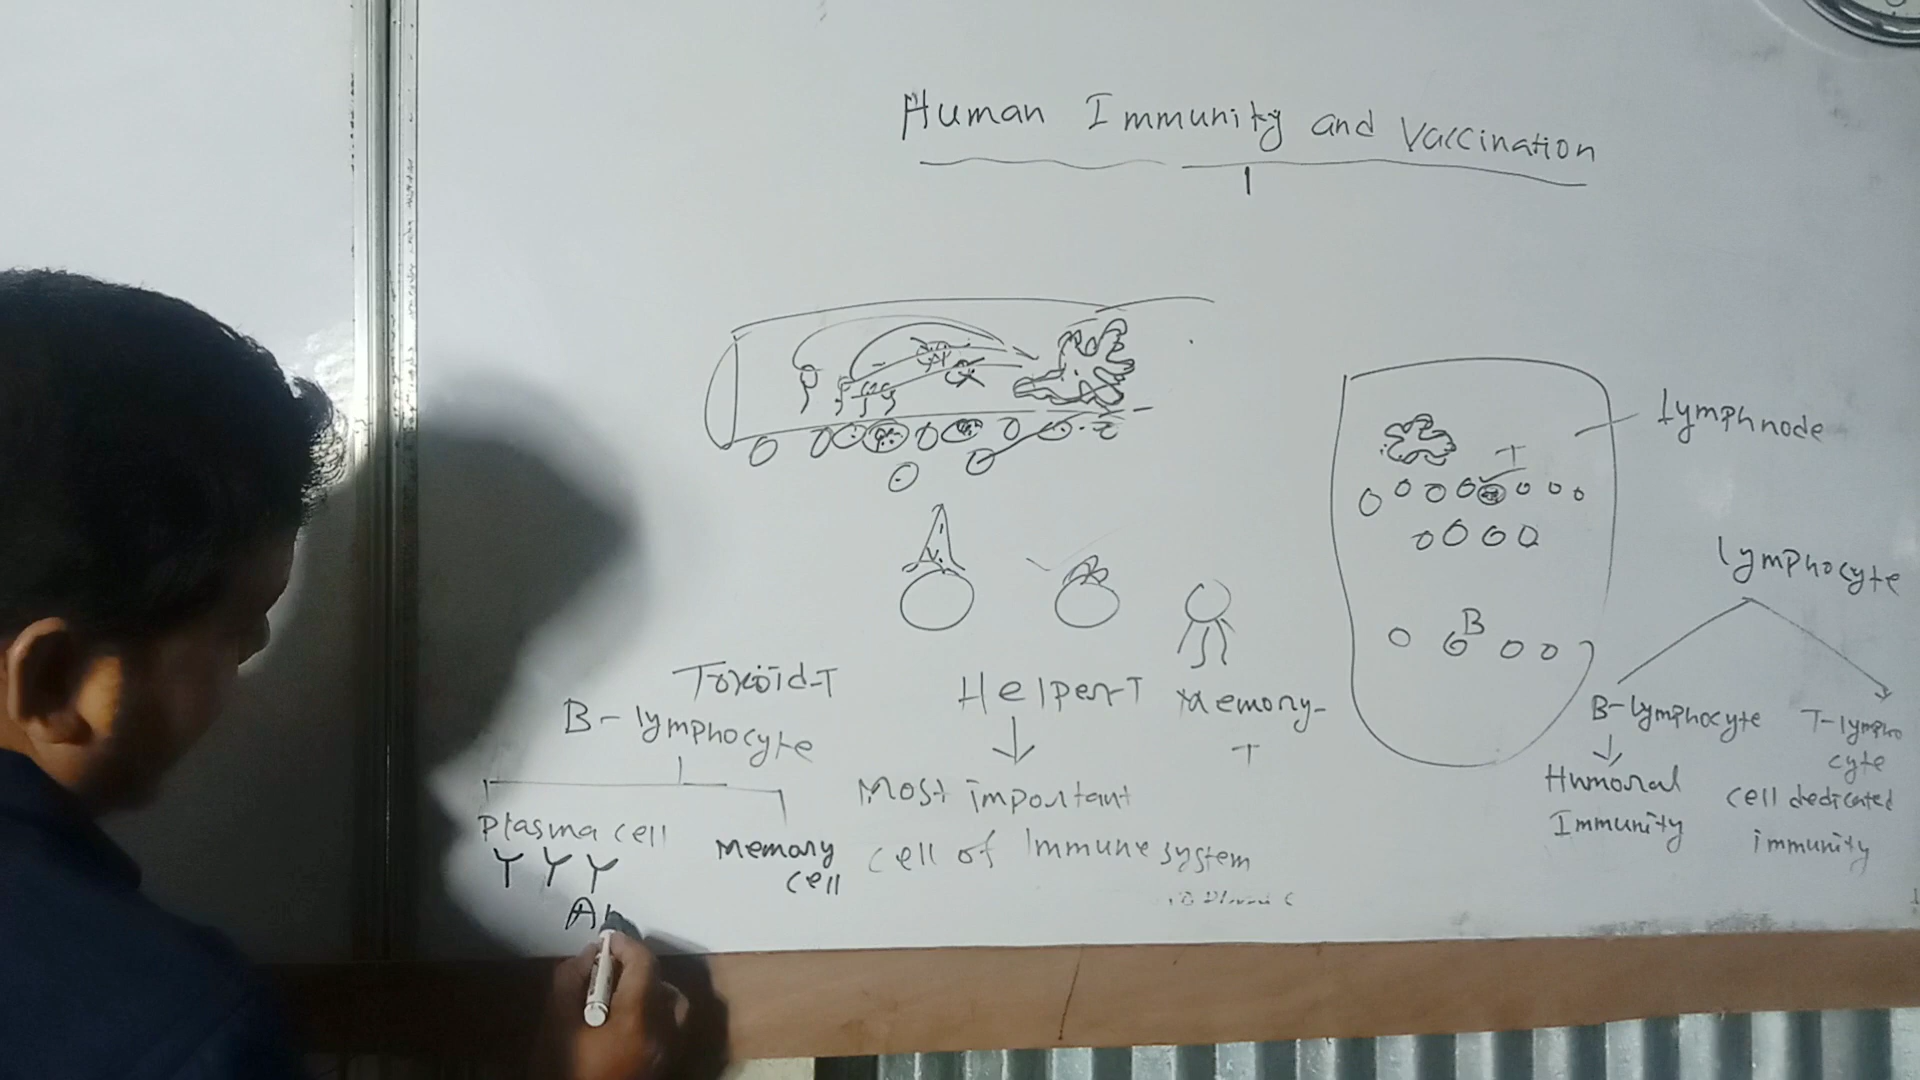 Human Immunity and Vaccination
Lymphnode
T
Lymphocyte
B
Toxoid-T
Helper-T
Memory-
T
B-lymphocyte
B-lymphocyte
T-lympho
cyte
Most important
cell of Immune system
Humoral
Immunity
cell dedicated
immunity
Plasma cell
Memory
cell
A